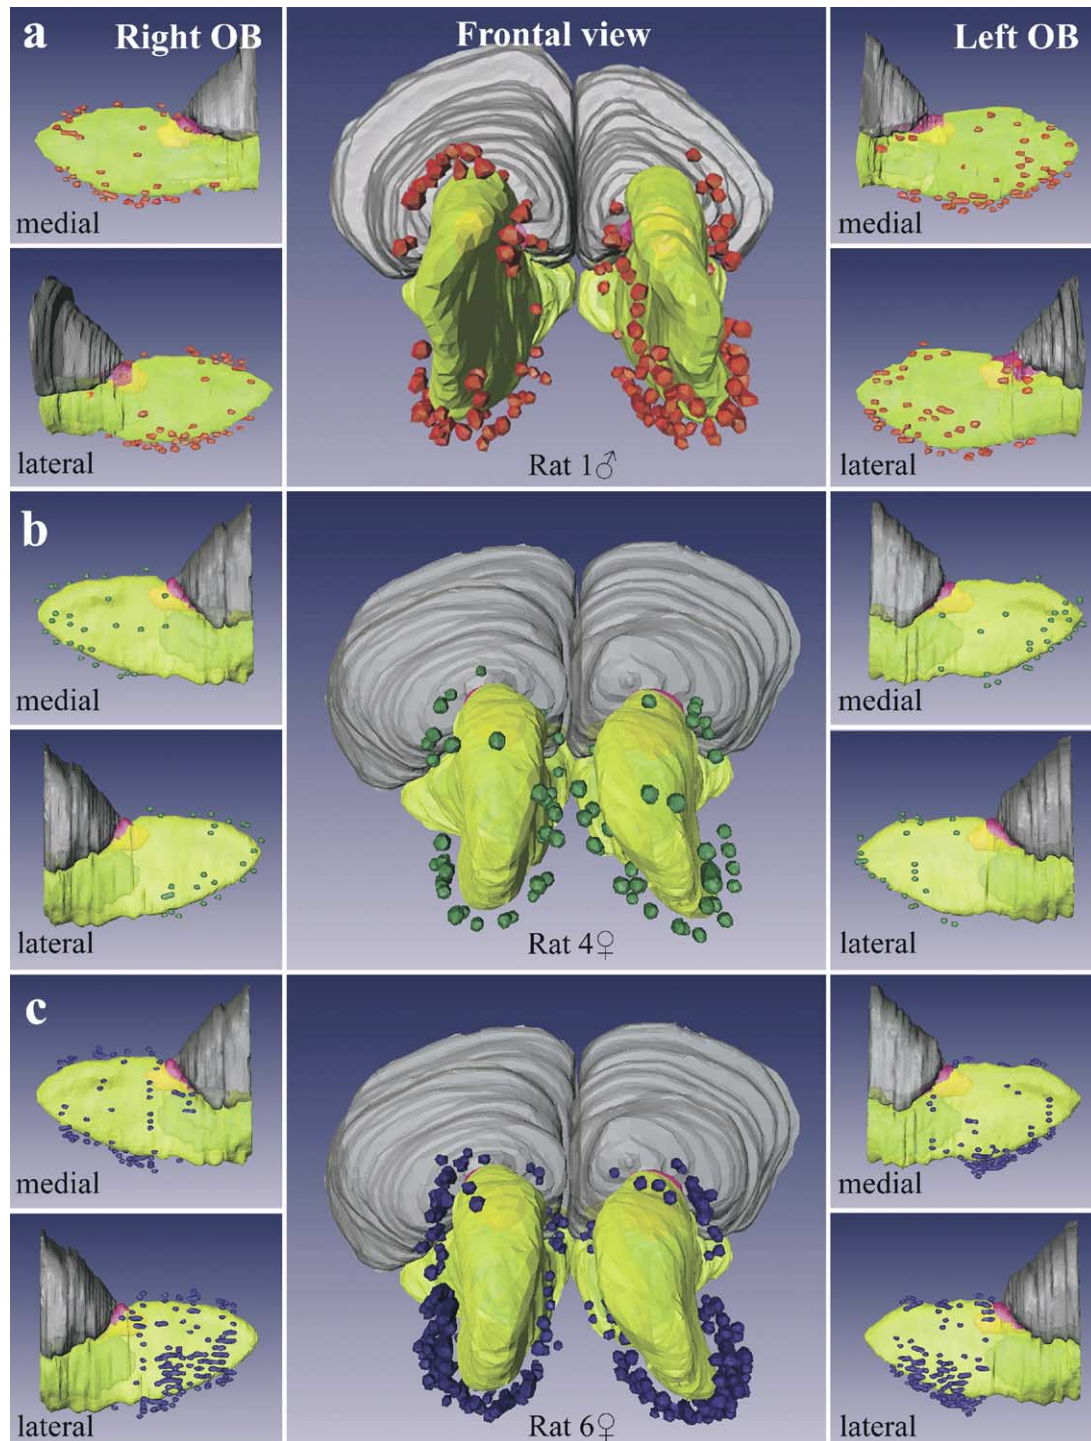 a
Right OB
Frontal view
Left OB
medial
medial
lateral
Rat 1♂
lateral
b
medial
medial
lateral
Rat 4♀
lateral
c
medial
medial
lateral
Rat 6♀
lateral